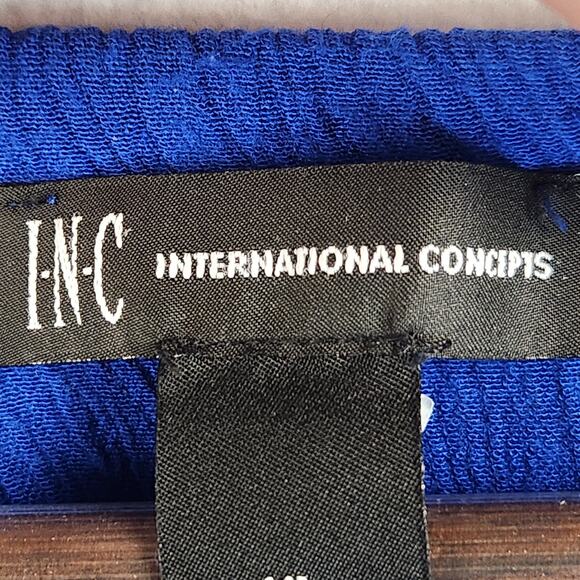 I·N·C INTERNATIONAL CONCEPTS